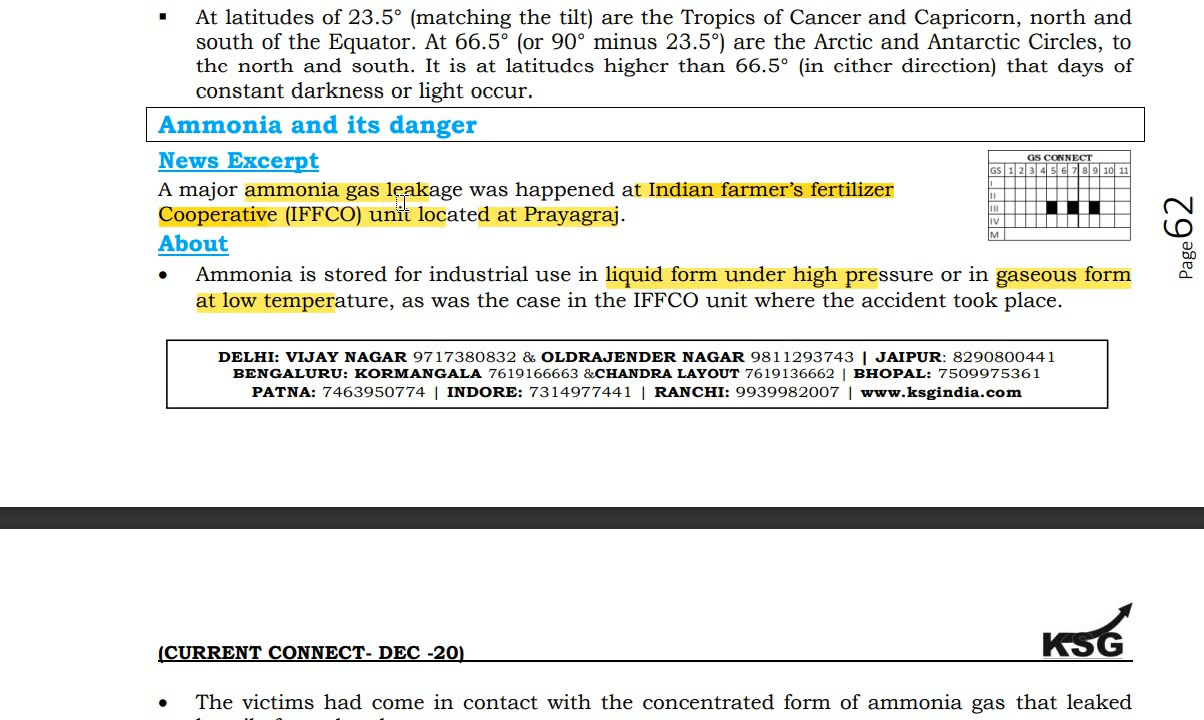 ▪ At latitudes of 23.5° (matching the tilt) are the Tropics of Cancer and Capricorn, north and
south of the Equator. At 66.5° (or 90° minus 23.5°) are the Arctic and Antarctic Circles, to
the north and south. It is at latitudes higher than 66.5° (in either direction) that days of
constant darkness or light occur.
Ammonia and its danger
News Excerpt
A major ammonia gas leakage was happened at Indian farmer's fertilizer
Cooperative (IFFCO) unit located at Prayagraj.
GS CONNECT
GS 1 2 3 4 5 6 7 8 9 10 11
I
II
III
IV
M
Page 62
About
• Ammonia is stored for industrial use in liquid form under high pressure or in gaseous form
at low temperature, as was the case in the IFFCO unit where the accident took place.
DELHI: VIJAY NAGAR 9717380832 & OLDRAJENDER NAGAR 9811293743 | JAIPUR: 8290800441
BENGALURU: KORMANGALA 7619166663 &CHANDRA LAYOUT 7619136662 | BHOPAL: 7509975361
PATNA: 7463950774 | INDORE: 7314977441 | RANCHI: 9939982007 | www.ksgindia.com
(CURRENT CONNECT- DEC -20)
KSG
• The victims had come in contact with the concentrated form of ammonia gas that leaked